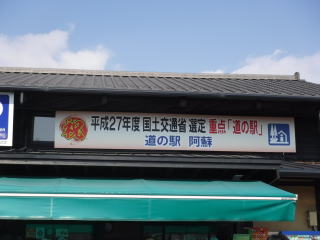 祝 平成27年度 国土交通省 選定 重点「道の駅」
道の駅 阿蘇